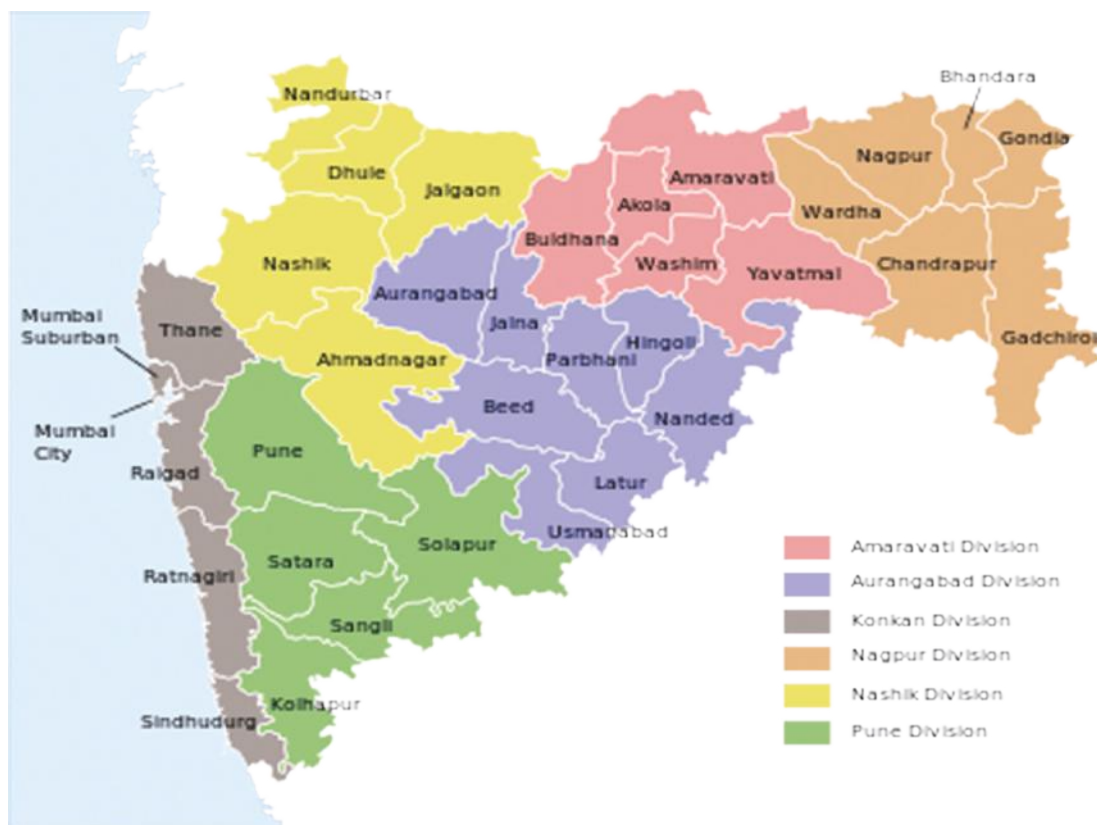 Bhandara
Nandurbar
Gondia
Nagpur
Dhule
Jalgaon
Amaravati
Akola
Wardha
Buldhana
Nashik
Washim
Yavatmal
Chandrapur
Aurangabad
Mumbai
Suburban
Thane
Jalna
Hingoli
Gadchiroi
Ahmadnagar
Parbhani
Beed
Nanded
Mumbai
City
Pune
Raigad
Latur
Usmanabad
Solapur
Satara
Ratnagiri
Sangli
Kolhapur
Sindhudurg
Amaravati Division
Aurangabad Division
Konkan Division
Nagpur Division
Nashik Division
Pune Division